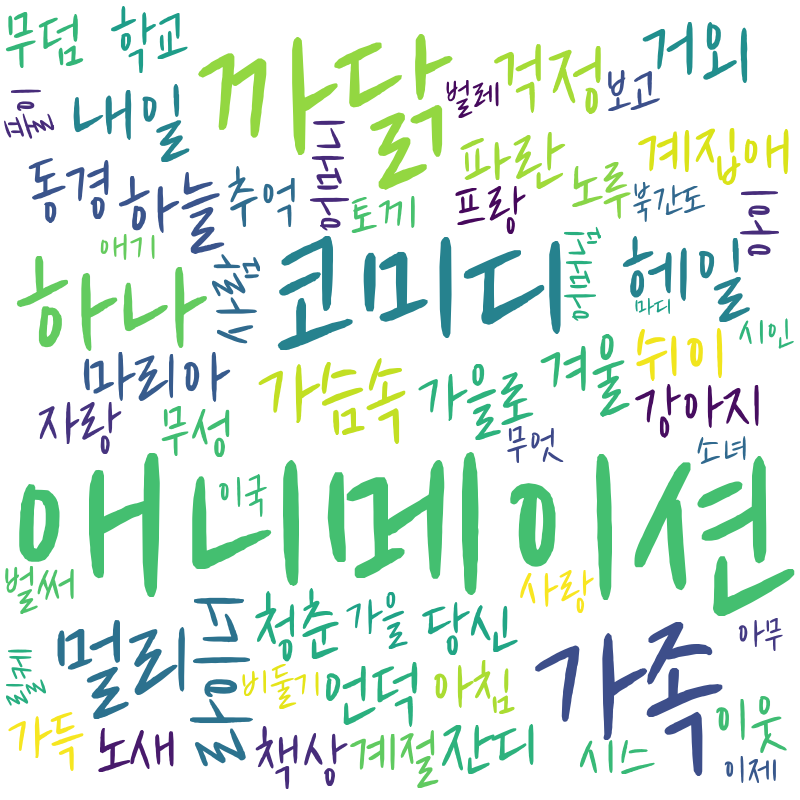 무덤 학교 까닭 벌레 걱정 보고 거외
이름 내일 가난 파란 계집애
동경 하늘 추억 토끼 프랑 노루 북간도
애기 하나 릴케 코미디 헤일 마디
마리아 가슴속 가을로 겨울 쉬이 시인
자랑 무성 무엇 강아지 소녀
애니메이션
이국
벌써 사랑
멀리 청춘 가을 당신 가족 아무
비둘기 언덕 아침 이웃
가득 노새 책상 계절 잔디 시스 이제